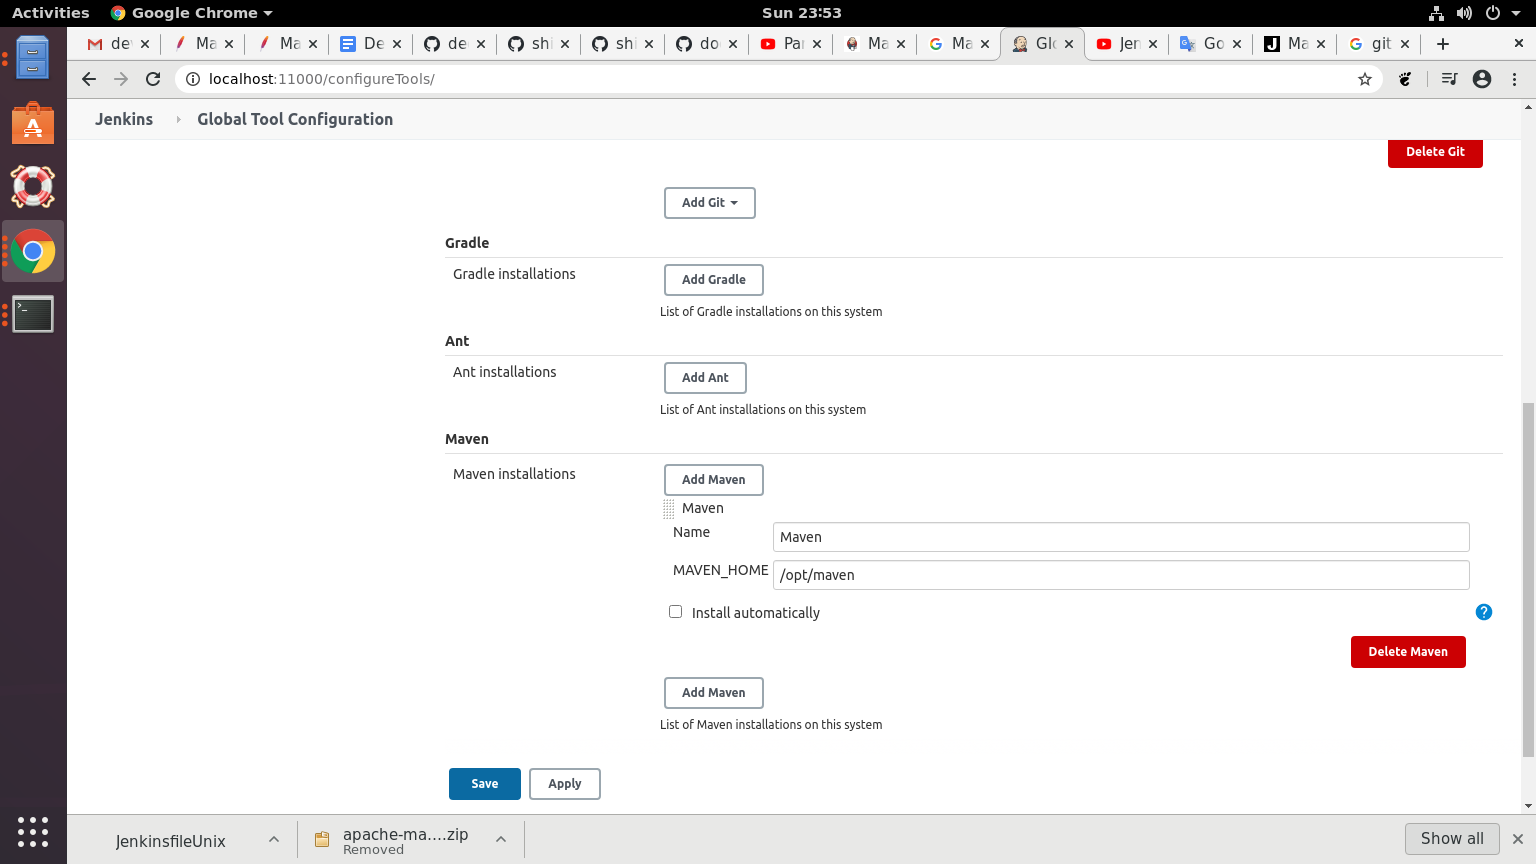 Activities Google Chrome Sun 23:53
de Ma Ma De de shi shi do Par Ma Ma Glo Jen Go Ma git
localhost:11000/configureTools/
Jenkins Global Tool Configuration
Delete Git
Add Git
Gradle
Gradle installations Add Gradle
List of Gradle installations on this system
Ant
Ant installations Add Ant
List of Ant installations on this system
Maven
Maven installations Add Maven
Maven
Name Maven
MAVEN_HOME /opt/maven
Install automatically ?
Delete Maven
Add Maven
List of Maven installations on this system
Save Apply
JenkinsfileUnix apache-ma....zip Show all
Removed